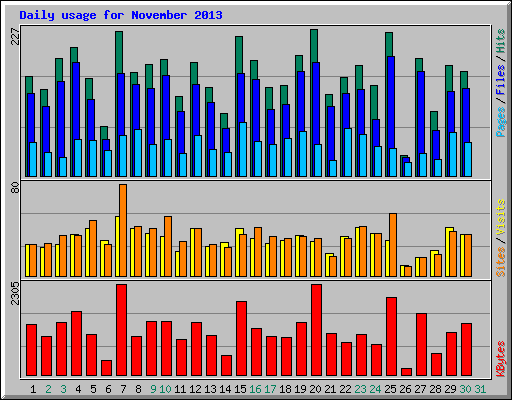 Daily usage for November 2013
227
Pages / Files / Hits
80
Sites / Visits
2305
KBytes
1 2 3 4 5 6 7 8 9 10 11 12 13 14 15 16 17 18 19 20 21 22 23 24 25 26 27 28 29 30 31